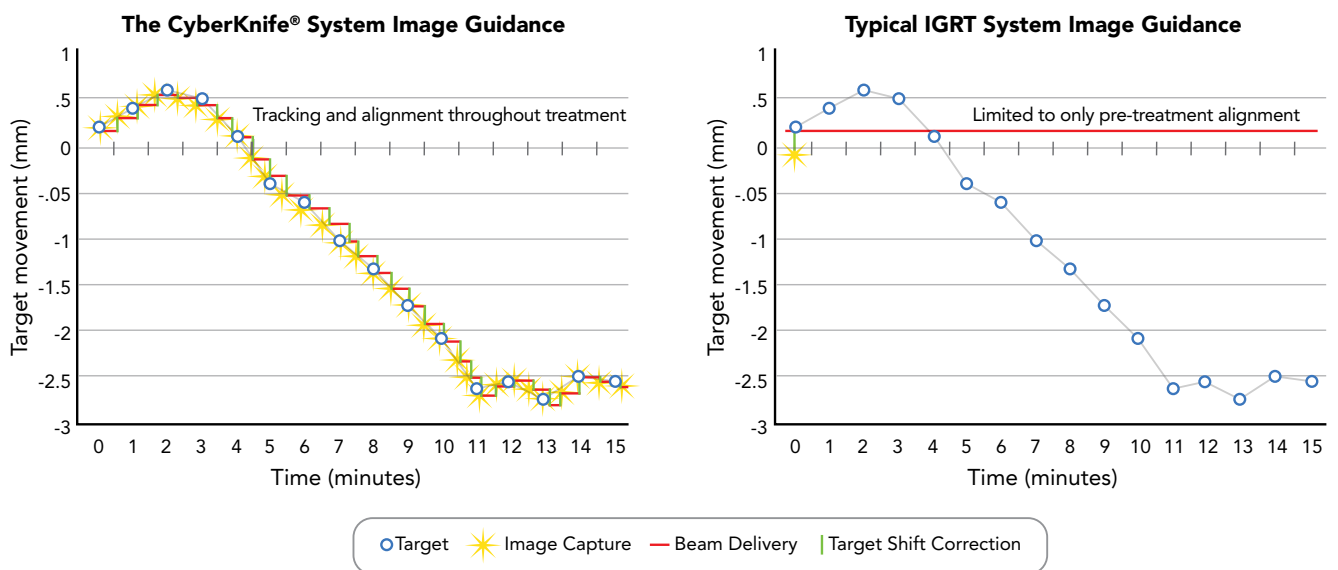 The CyberKnife® System Image Guidance
1
.5
0
-.05
-1
-1.5
-2
-2.5
-3
Target movement (mm)
Tracking and alignment throughout treatment
0 1 2 3 4 5 6 7 8 9 10 11 12 13 14 15
Time (minutes)
Typical IGRT System Image Guidance
1
.5
0
-.05
-1
-1.5
-2
-2.5
-3
Target movement (mm)
Limited to only pre-treatment alignment
0 1 2 3 4 5 6 7 8 9 10 11 12 13 14 15
Time (minutes)
Target Image Capture Beam Delivery Target Shift Correction